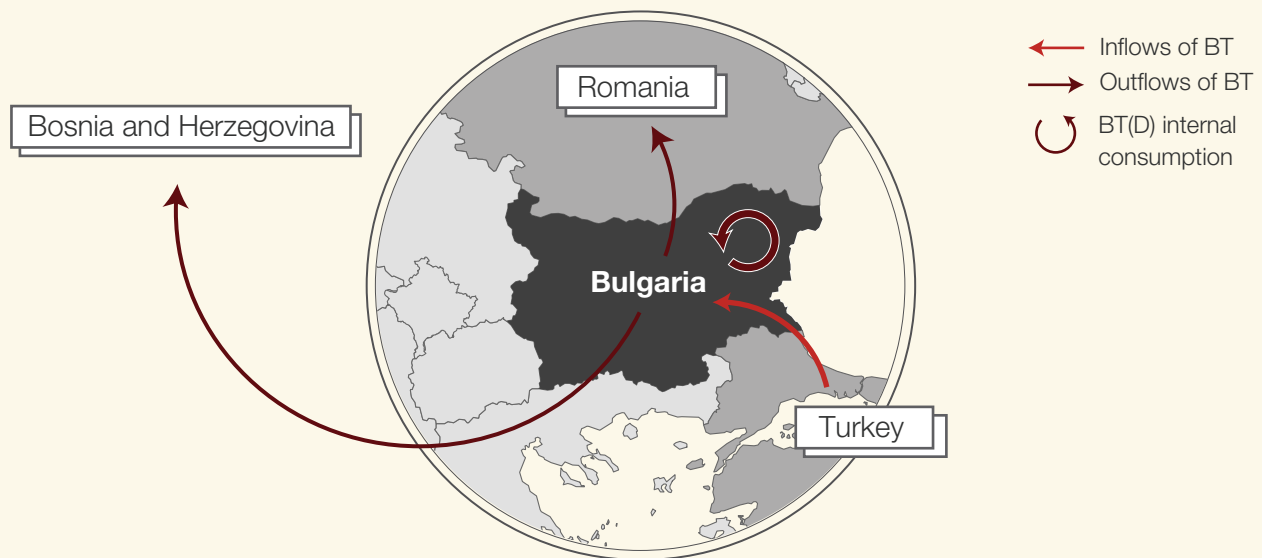 Romania
Bosnia and Herzegovina
Bulgaria
Turkey
Inflows of BT
Outflows of BT
BT(D) internal
consumption